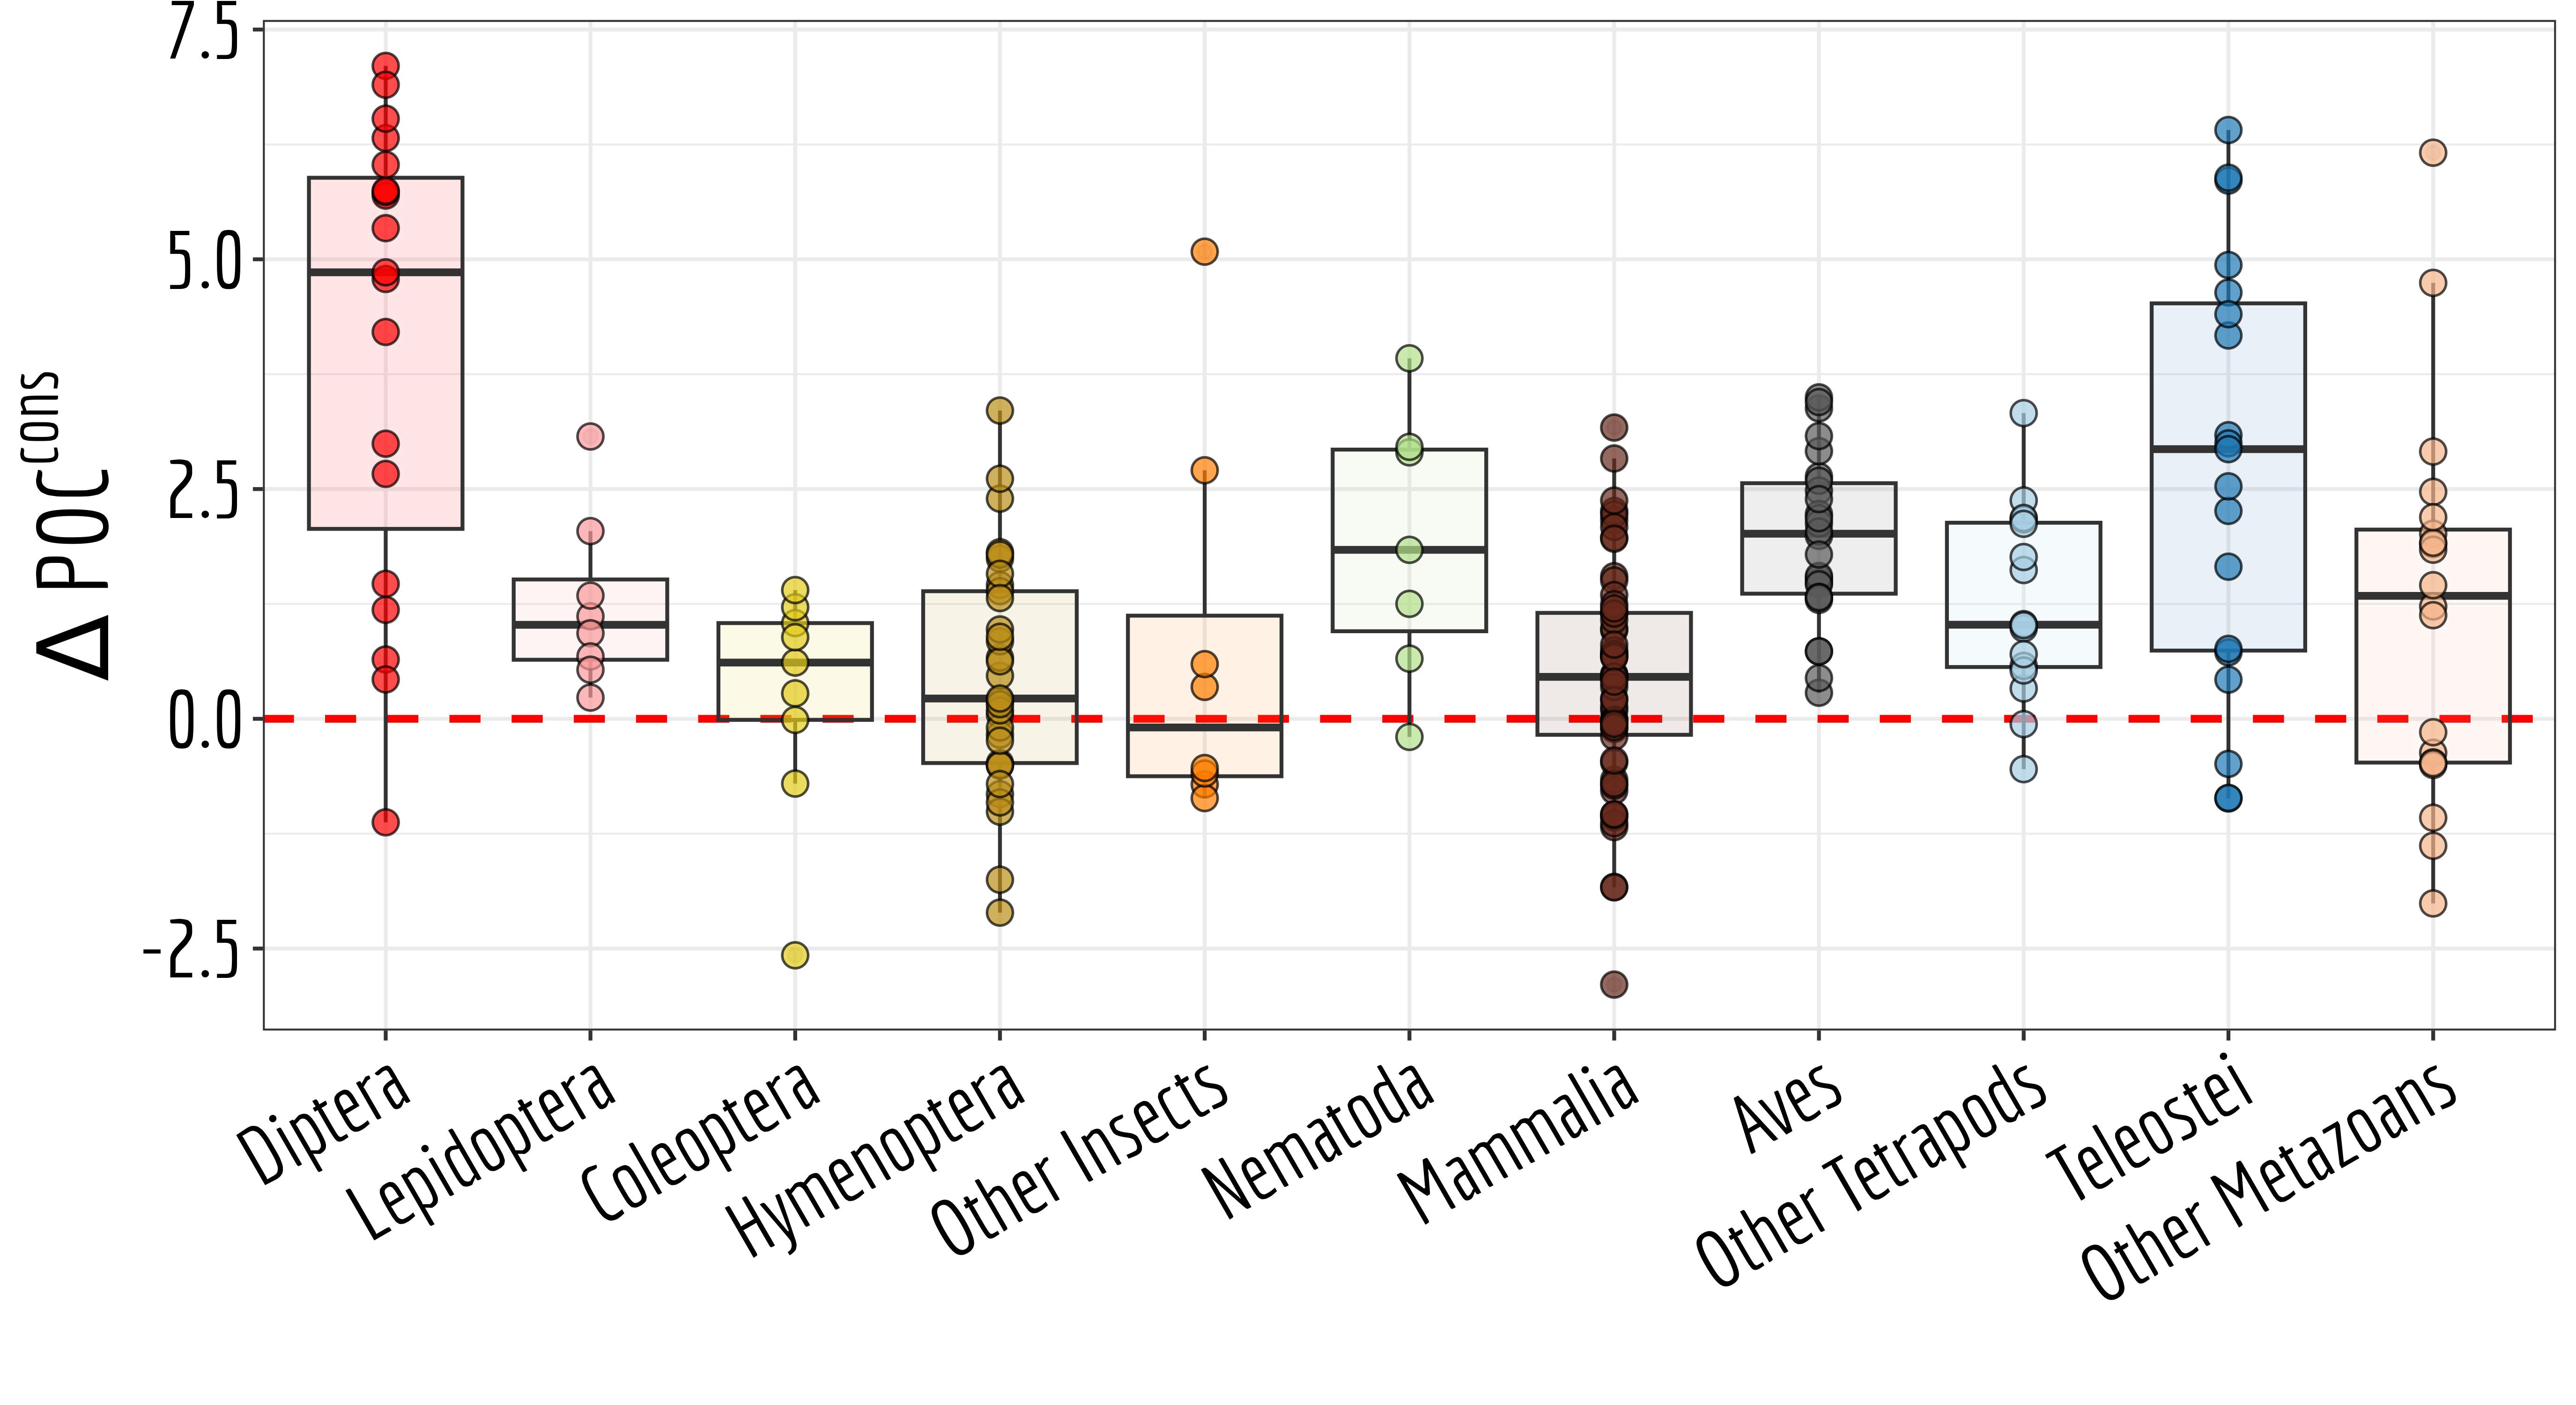 Δ POC^cons
7.5
5.0
2.5
0.0
-2.5
Diptera
Lepidoptera
Coleoptera
Hymenoptera
Other Insects
Nematoda
Mammalia
Aves
Other Tetrapods
Teleostei
Other Metazoans